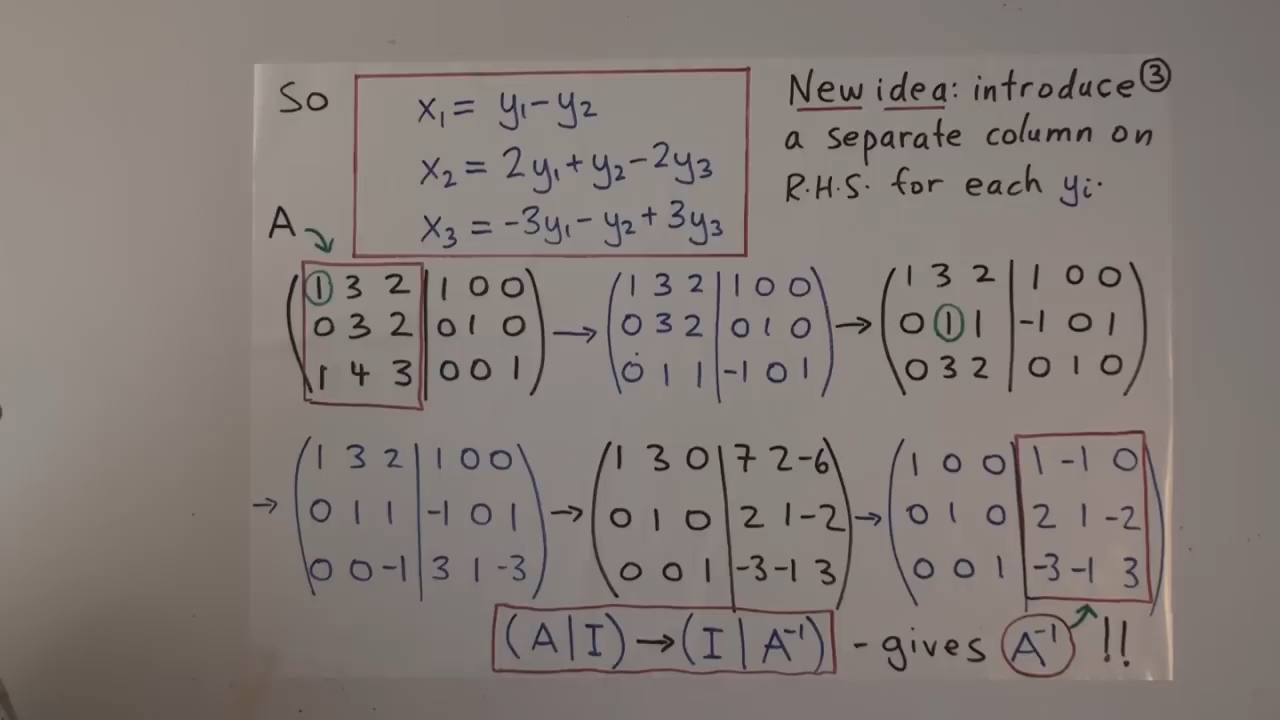 So
x₁ = y₁ - y₂
x₂ = 2y₁ + y₂ - 2y₃
x₃ = -3y₁ - y₂ + 3y₃
New idea: introduce ③
a separate column on
R.H.S. for each yᵢ.
A
( 1 3 2 | 1 0 0 ) → ( 1 3 2 | 1 0 0 ) → ( 1 3 2 | 1 0 0 )
( 0 3 2 | 0 1 0 ) ( 0 3 2 | 0 1 0 ) ( 0 1 1 | -1 0 1 )
( 1 4 3 | 0 0 1 ) ( 0 1 1 | -1 0 1 ) ( 0 3 2 | 0 1 0 )
→ ( 1 3 2 | 1 0 0 ) → ( 1 3 0 | 7 2 -6 ) → ( 1 0 0 | 1 -1 0 )
( 0 1 1 | -1 0 1 ) ( 0 1 0 | 2 1 -2 ) ( 0 1 0 | 2 1 -2 )
( 0 0 -1 | 3 1 -3 ) ( 0 0 1 | -3 -1 3 ) ( 0 0 1 | -3 -1 3 )
(A | I) → (I | A⁻¹) - gives A⁻¹ !!